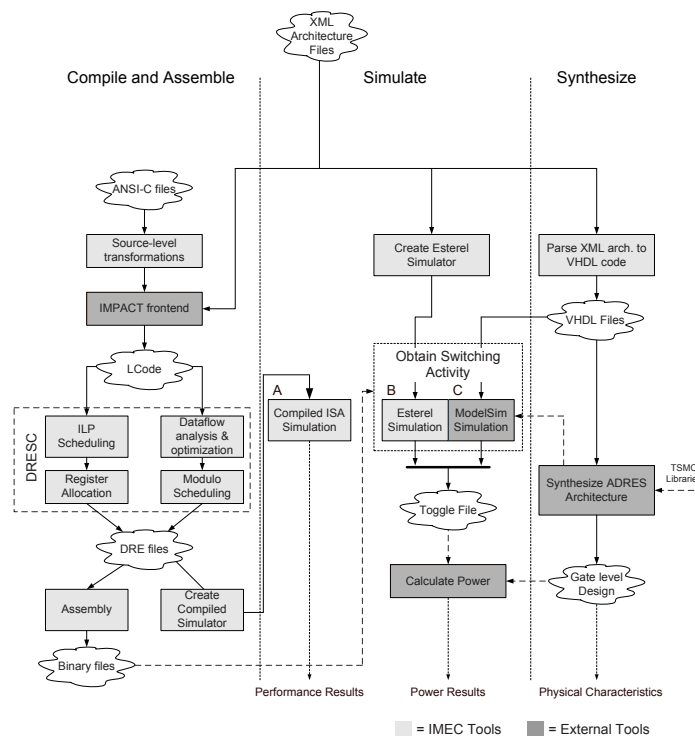 XML
Architecture
Files
Compile and Assemble
Simulate
Synthesize
ANSI-C files
Source-level
transformations
Create Esterel
Simulator
Parse XML arch. to
VHDL code
IMPACT frontend
VHDL Files
LCode
Obtain Switching
Activity
A
Compiled ISA
Simulation
B
Esterel
Simulation
C
ModelSim
Simulation
DRESC
ILP
Scheduling
Dataflow
analysis &
optimization
Register
Allocation
Modulo
Scheduling
Synthesize ADRES
Architecture
TSMC
Libraries
Toggle File
DRE files
Calculate Power
Gate level
Design
Assembly
Create
Compiled
Simulator
Binary files
Performance Results
Power Results
Physical Characteristics
= IMEC Tools
= External Tools